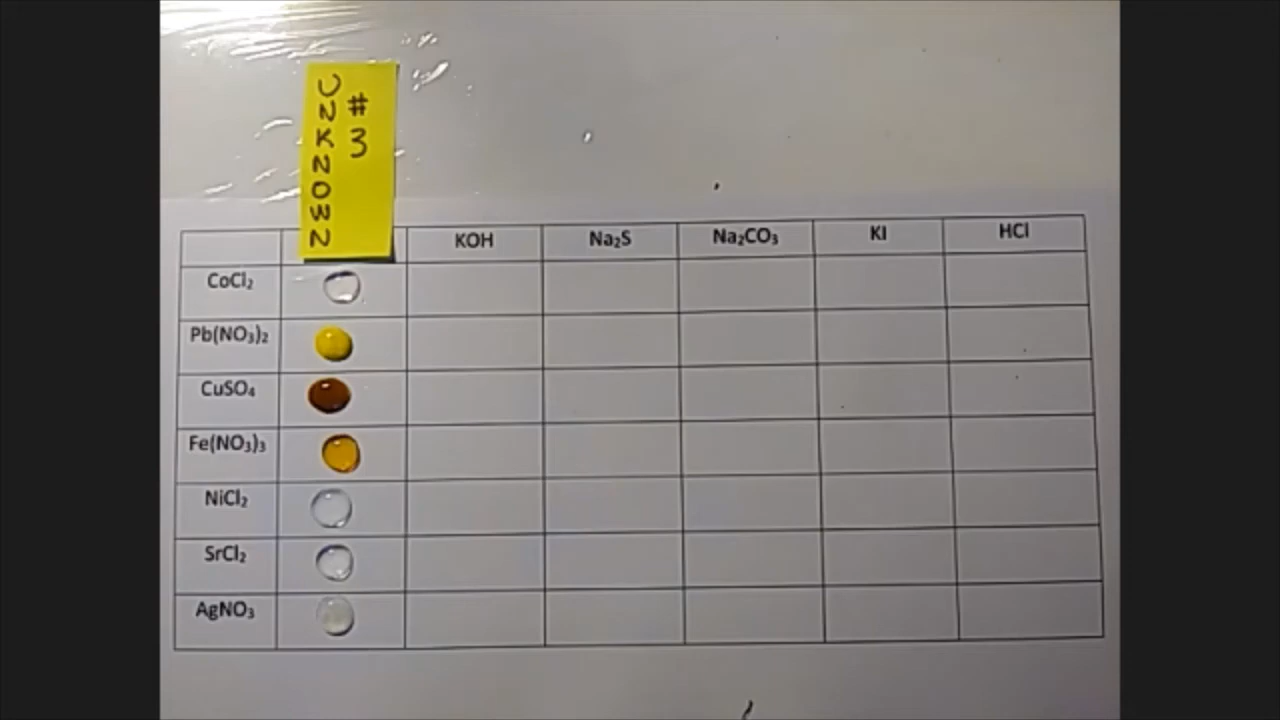 UNKNOWN
#3
KOH Na₂S Na₂CO₃ KI HCl
CoCl₂
Pb(NO₃)₂
CuSO₄
Fe(NO₃)₃
NiCl₂
SrCl₂
AgNO₃